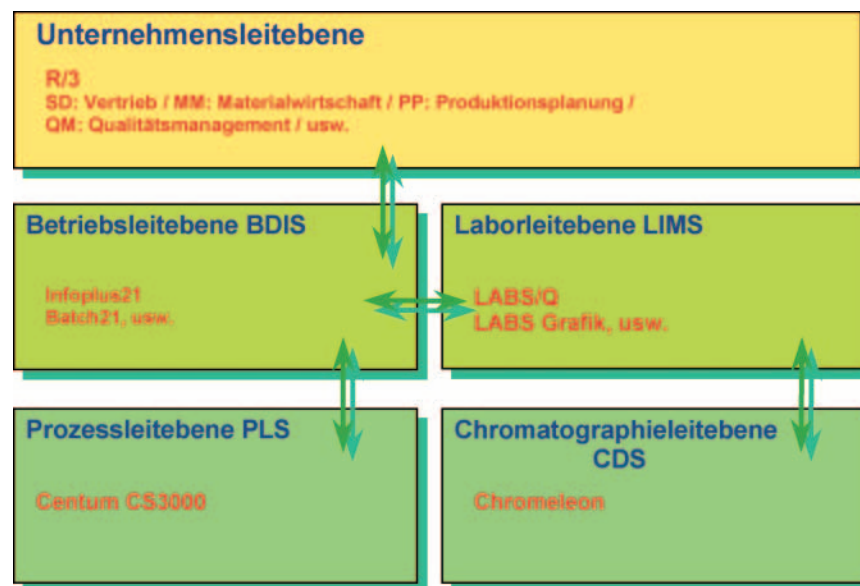 Unternehmensleitebene
R/3
SD: Vertrieb / MM: Materialwirtschaft / PP: Produktionsplanung /
QM: Qualitätsmanagement / usw.
Betriebsleitebene BDIS
Infoplus21
Batch21, usw.
Laborleitebene LIMS
LABS/Q
LABS Grafik, usw.
Prozessleitebene PLS
Centum CS3000
Chromatographieleitebene
CDS
Chromeleon